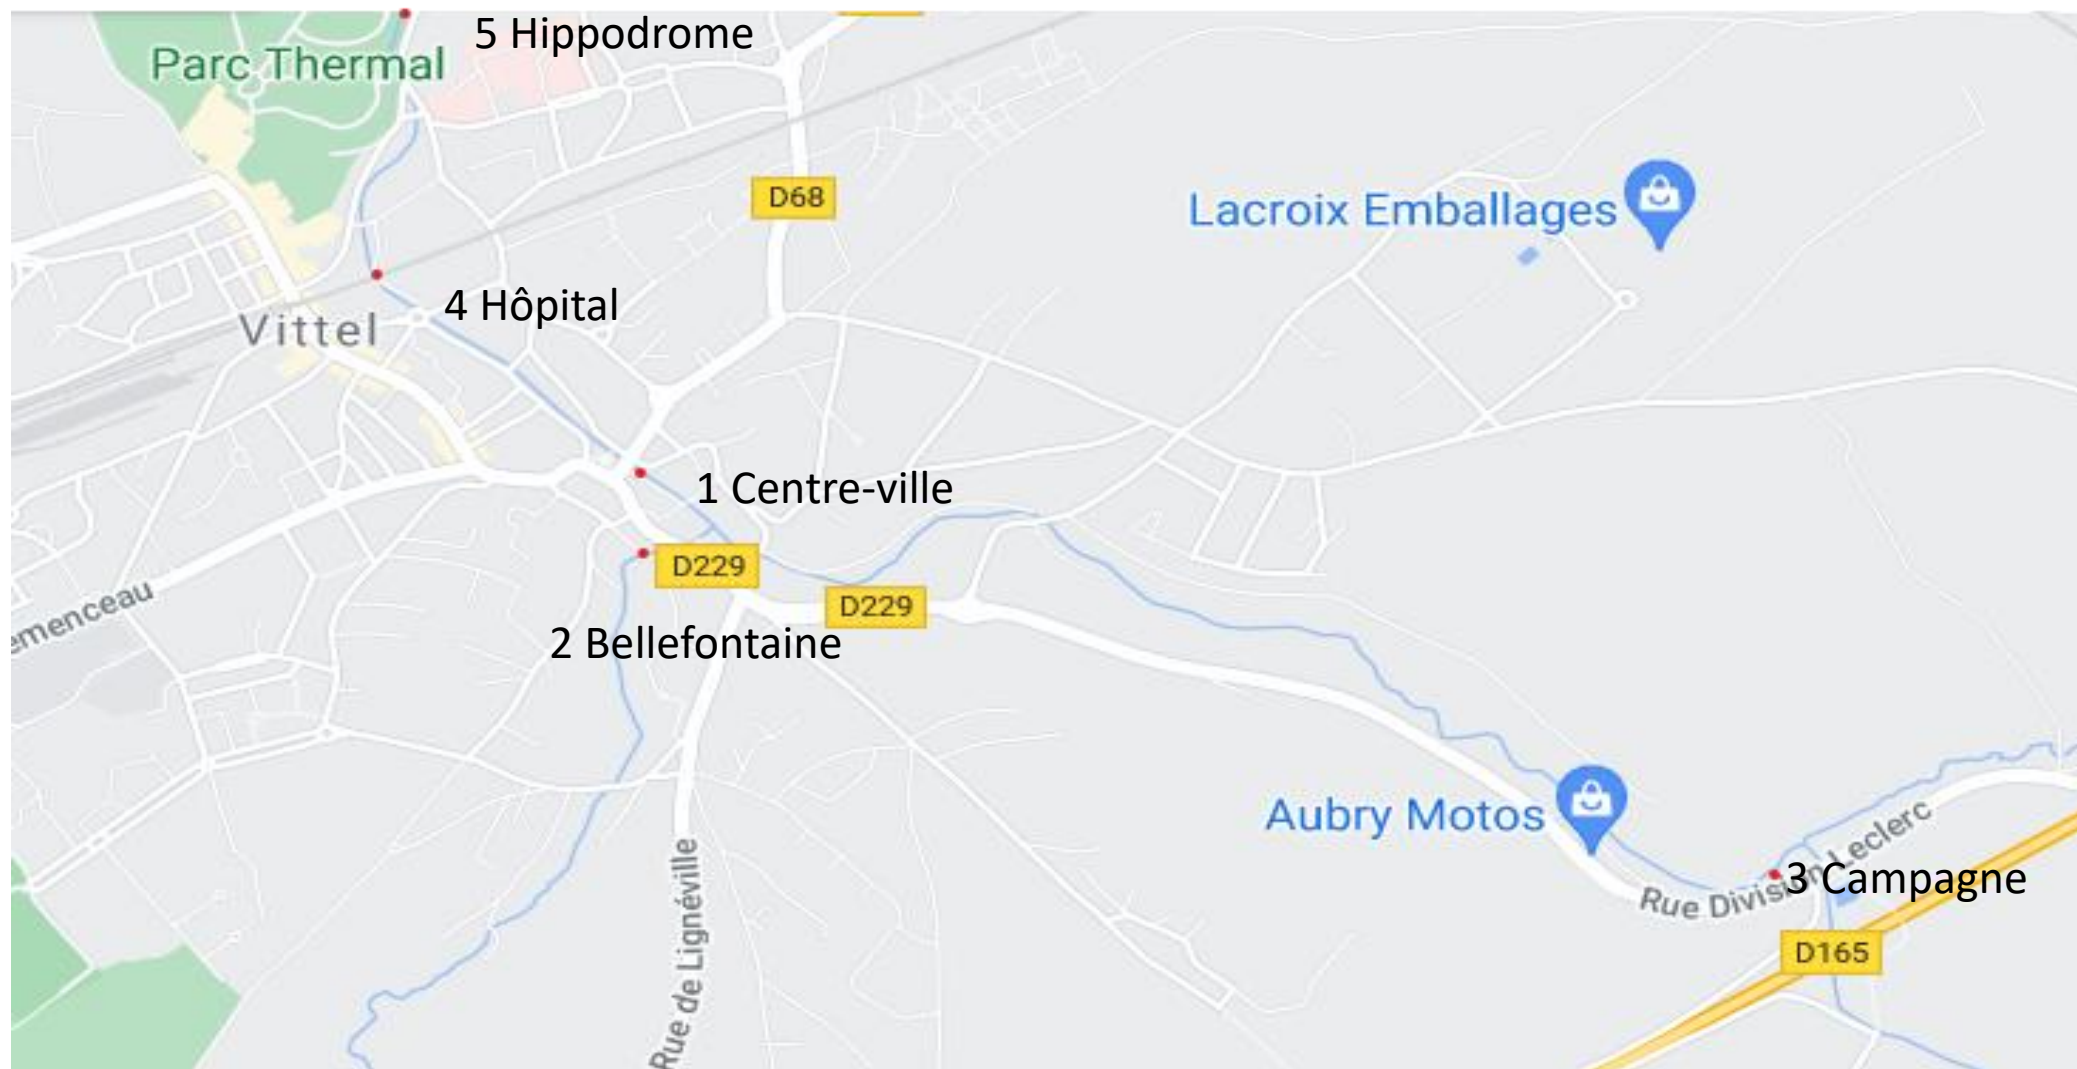 5 Hippodrome
Parc Thermal
D68
Lacroix Emballages
4 Hôpital
Vittel
1 Centre-ville
D229
D229
emenceau
2 Bellefontaine
Aubry Motos
Rue de Lignéville
Rue Division Leclerc
3 Campagne
D165